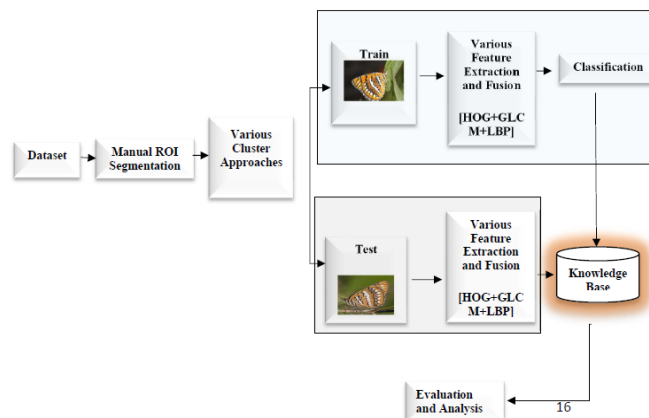 Dataset
Manual ROI
Segmentation
Various
Cluster
Approaches
Train
Various
Feature
Extraction
and Fusion
[HOG+GLC
M+LBP]
Classification
Test
Various
Feature
Extraction
and Fusion
[HOG+GLC
M+LBP]
Knowledge
Base
Evaluation
and Analysis
16